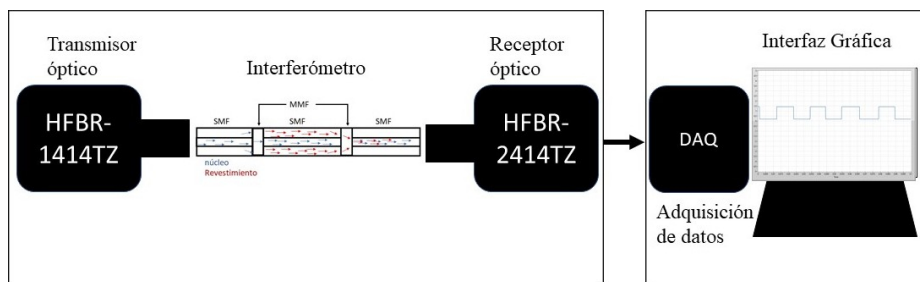 Transmisor
óptico
HFBR-
1414TZ
Interferómetro
MMF
SMF
SMF
SMF
núcleo
Revestimiento
Receptor
óptico
HFBR-
2414TZ
DAQ
Adquisición
de datos
Interfaz Gráfica